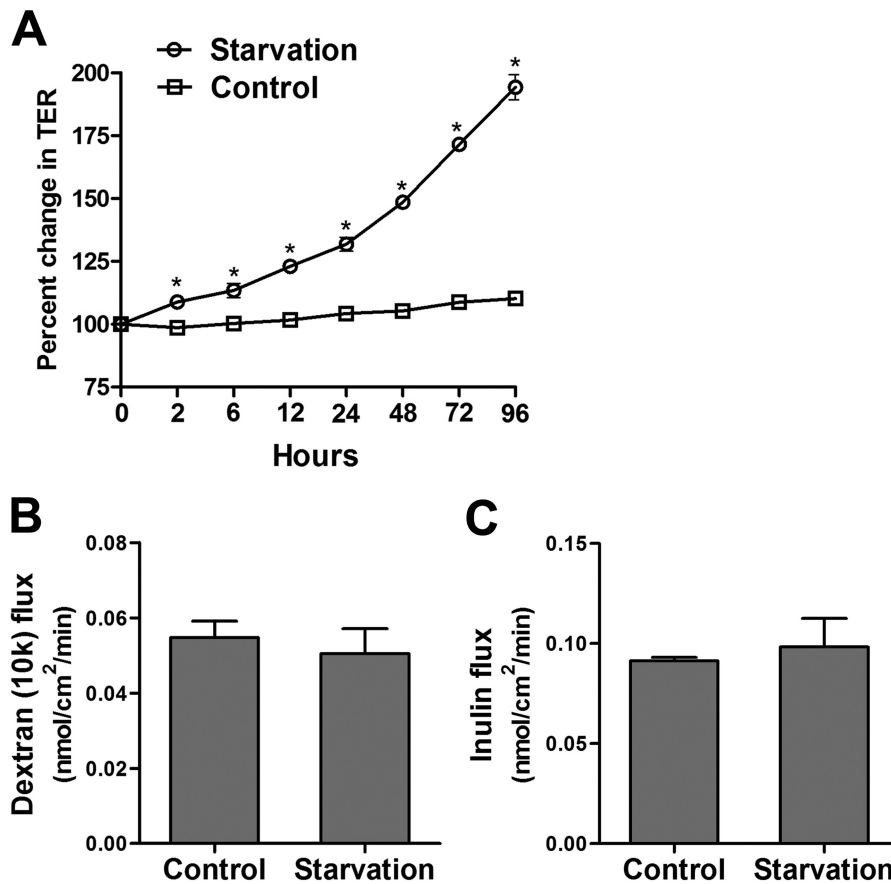 A
Starvation
Control
Percent change in TER
200
175
150
125
100
75
* * * * * * *
0 2 6 12 24 48 72 96
Hours
B
Dextran (10k) flux
(nmol/cm²/min)
0.08
0.06
0.04
0.02
0.00
Control Starvation
C
Inulin flux
(nmol/cm²/min)
0.15
0.10
0.05
0.00
Control Starvation